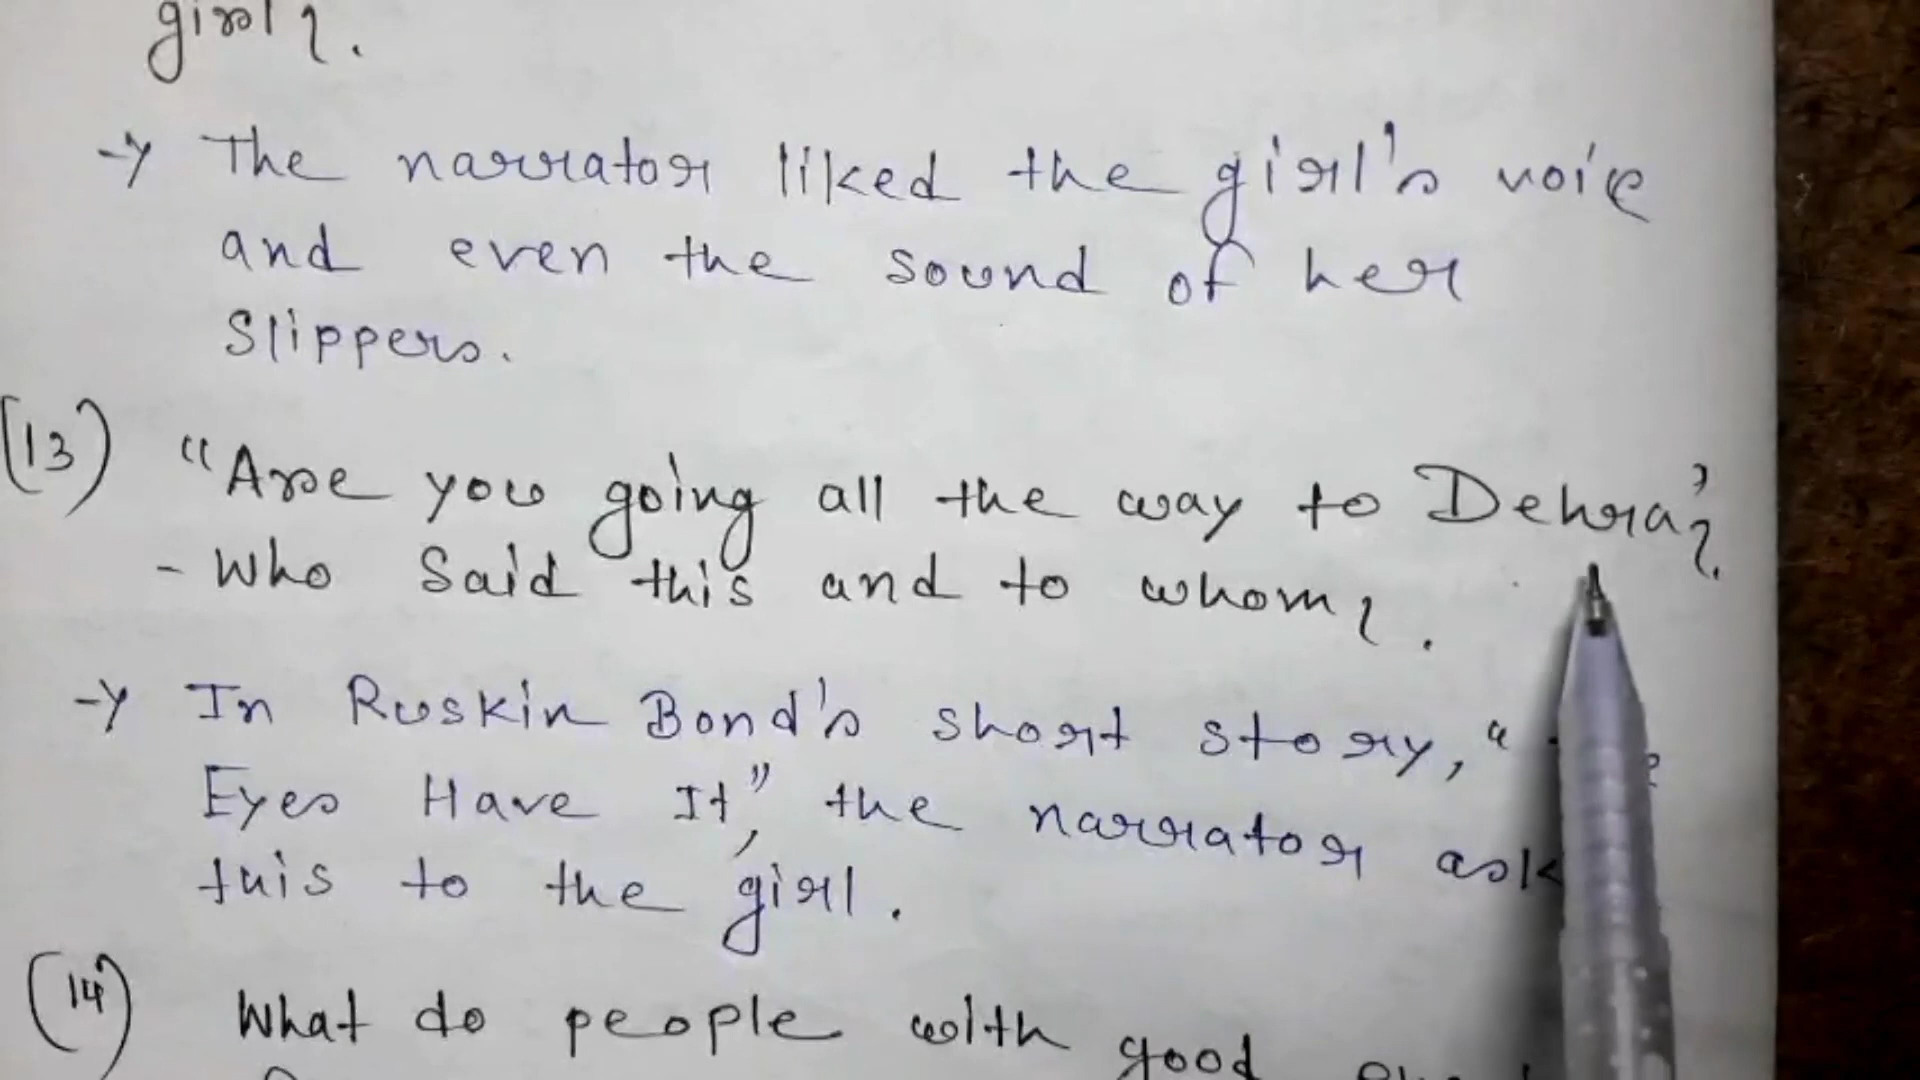 girl?.
→ The narrator liked the girl's voice
and even the sound of her
Slippers.
(13) "Are you going all the way to Dehra?"
- Who Said this and to whom?.
→ In Ruskin Bond's short story, "
Eyes Have It", the narrator ask
this to the girl.
(14) What do people with good